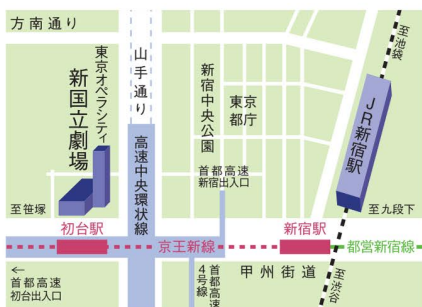 方南通り
至池袋
山手通り
東京オペラシティ
新国立劇場
新宿中央公園
東京
都庁
JR新宿駅
高速中央環状線
首都高速
新宿出入口
至笹塚
至九段下
初台駅
新宿駅
京王新線
都営新宿線
←
首都高速
初台出入口
首都高速
4号線
甲州街道
至渋谷